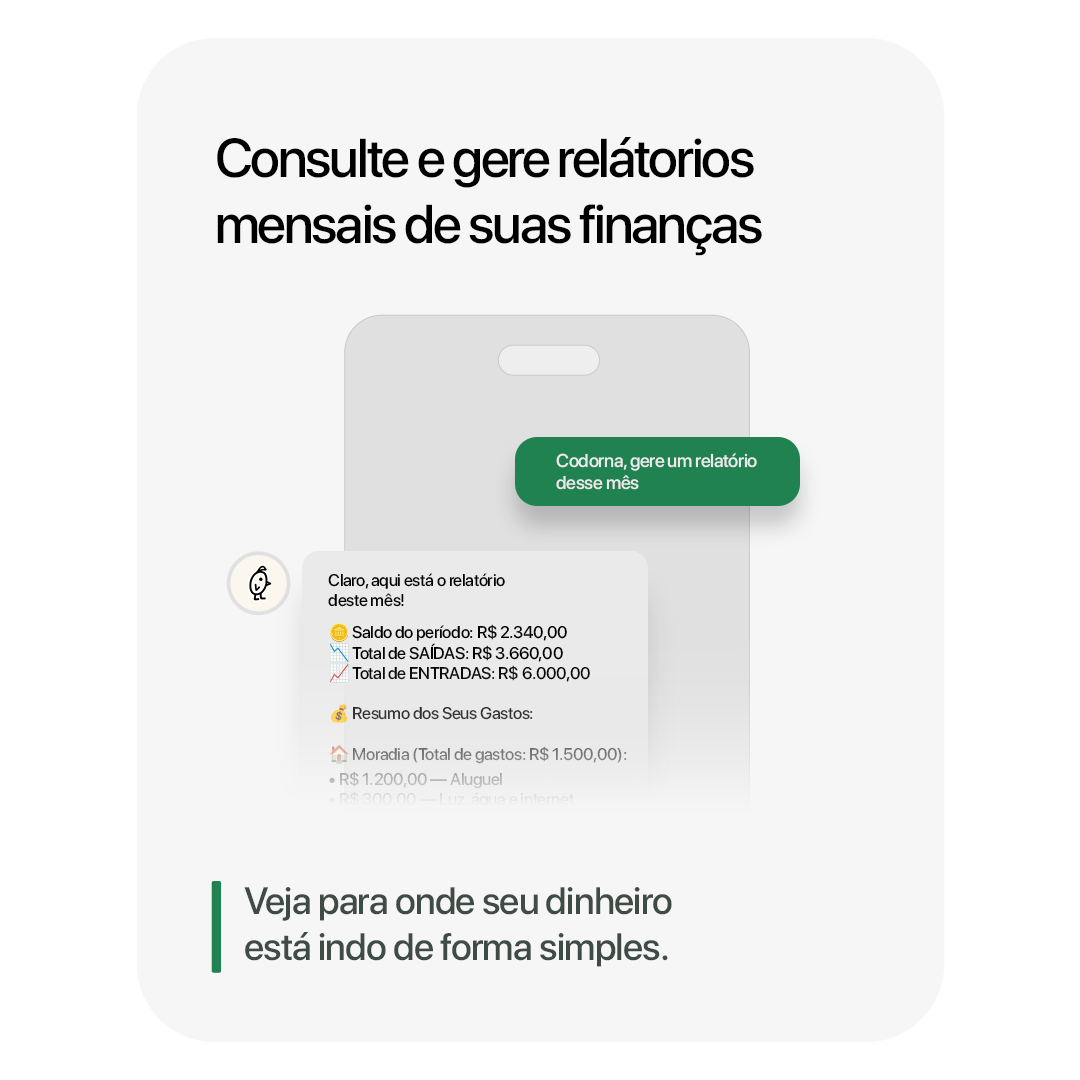 Consulte e gere relátorios
mensais de suas finanças
Codorna, gere um relatório
desse mês
Claro, aqui está o relatório
deste mês!
🪙 Saldo do período: R$ 2.340,00
📉 Total de SAÍDAS: R$ 3.660,00
📈 Total de ENTRADAS: R$ 6.000,00
💰 Resumo dos Seus Gastos:
🏠 Moradia (Total de gastos: R$ 1.500,00):
• R$ 1.200,00 — Aluguel
• R$ 300,00 — Luz, água e internet
Veja para onde seu dinheiro
está indo de forma simples.